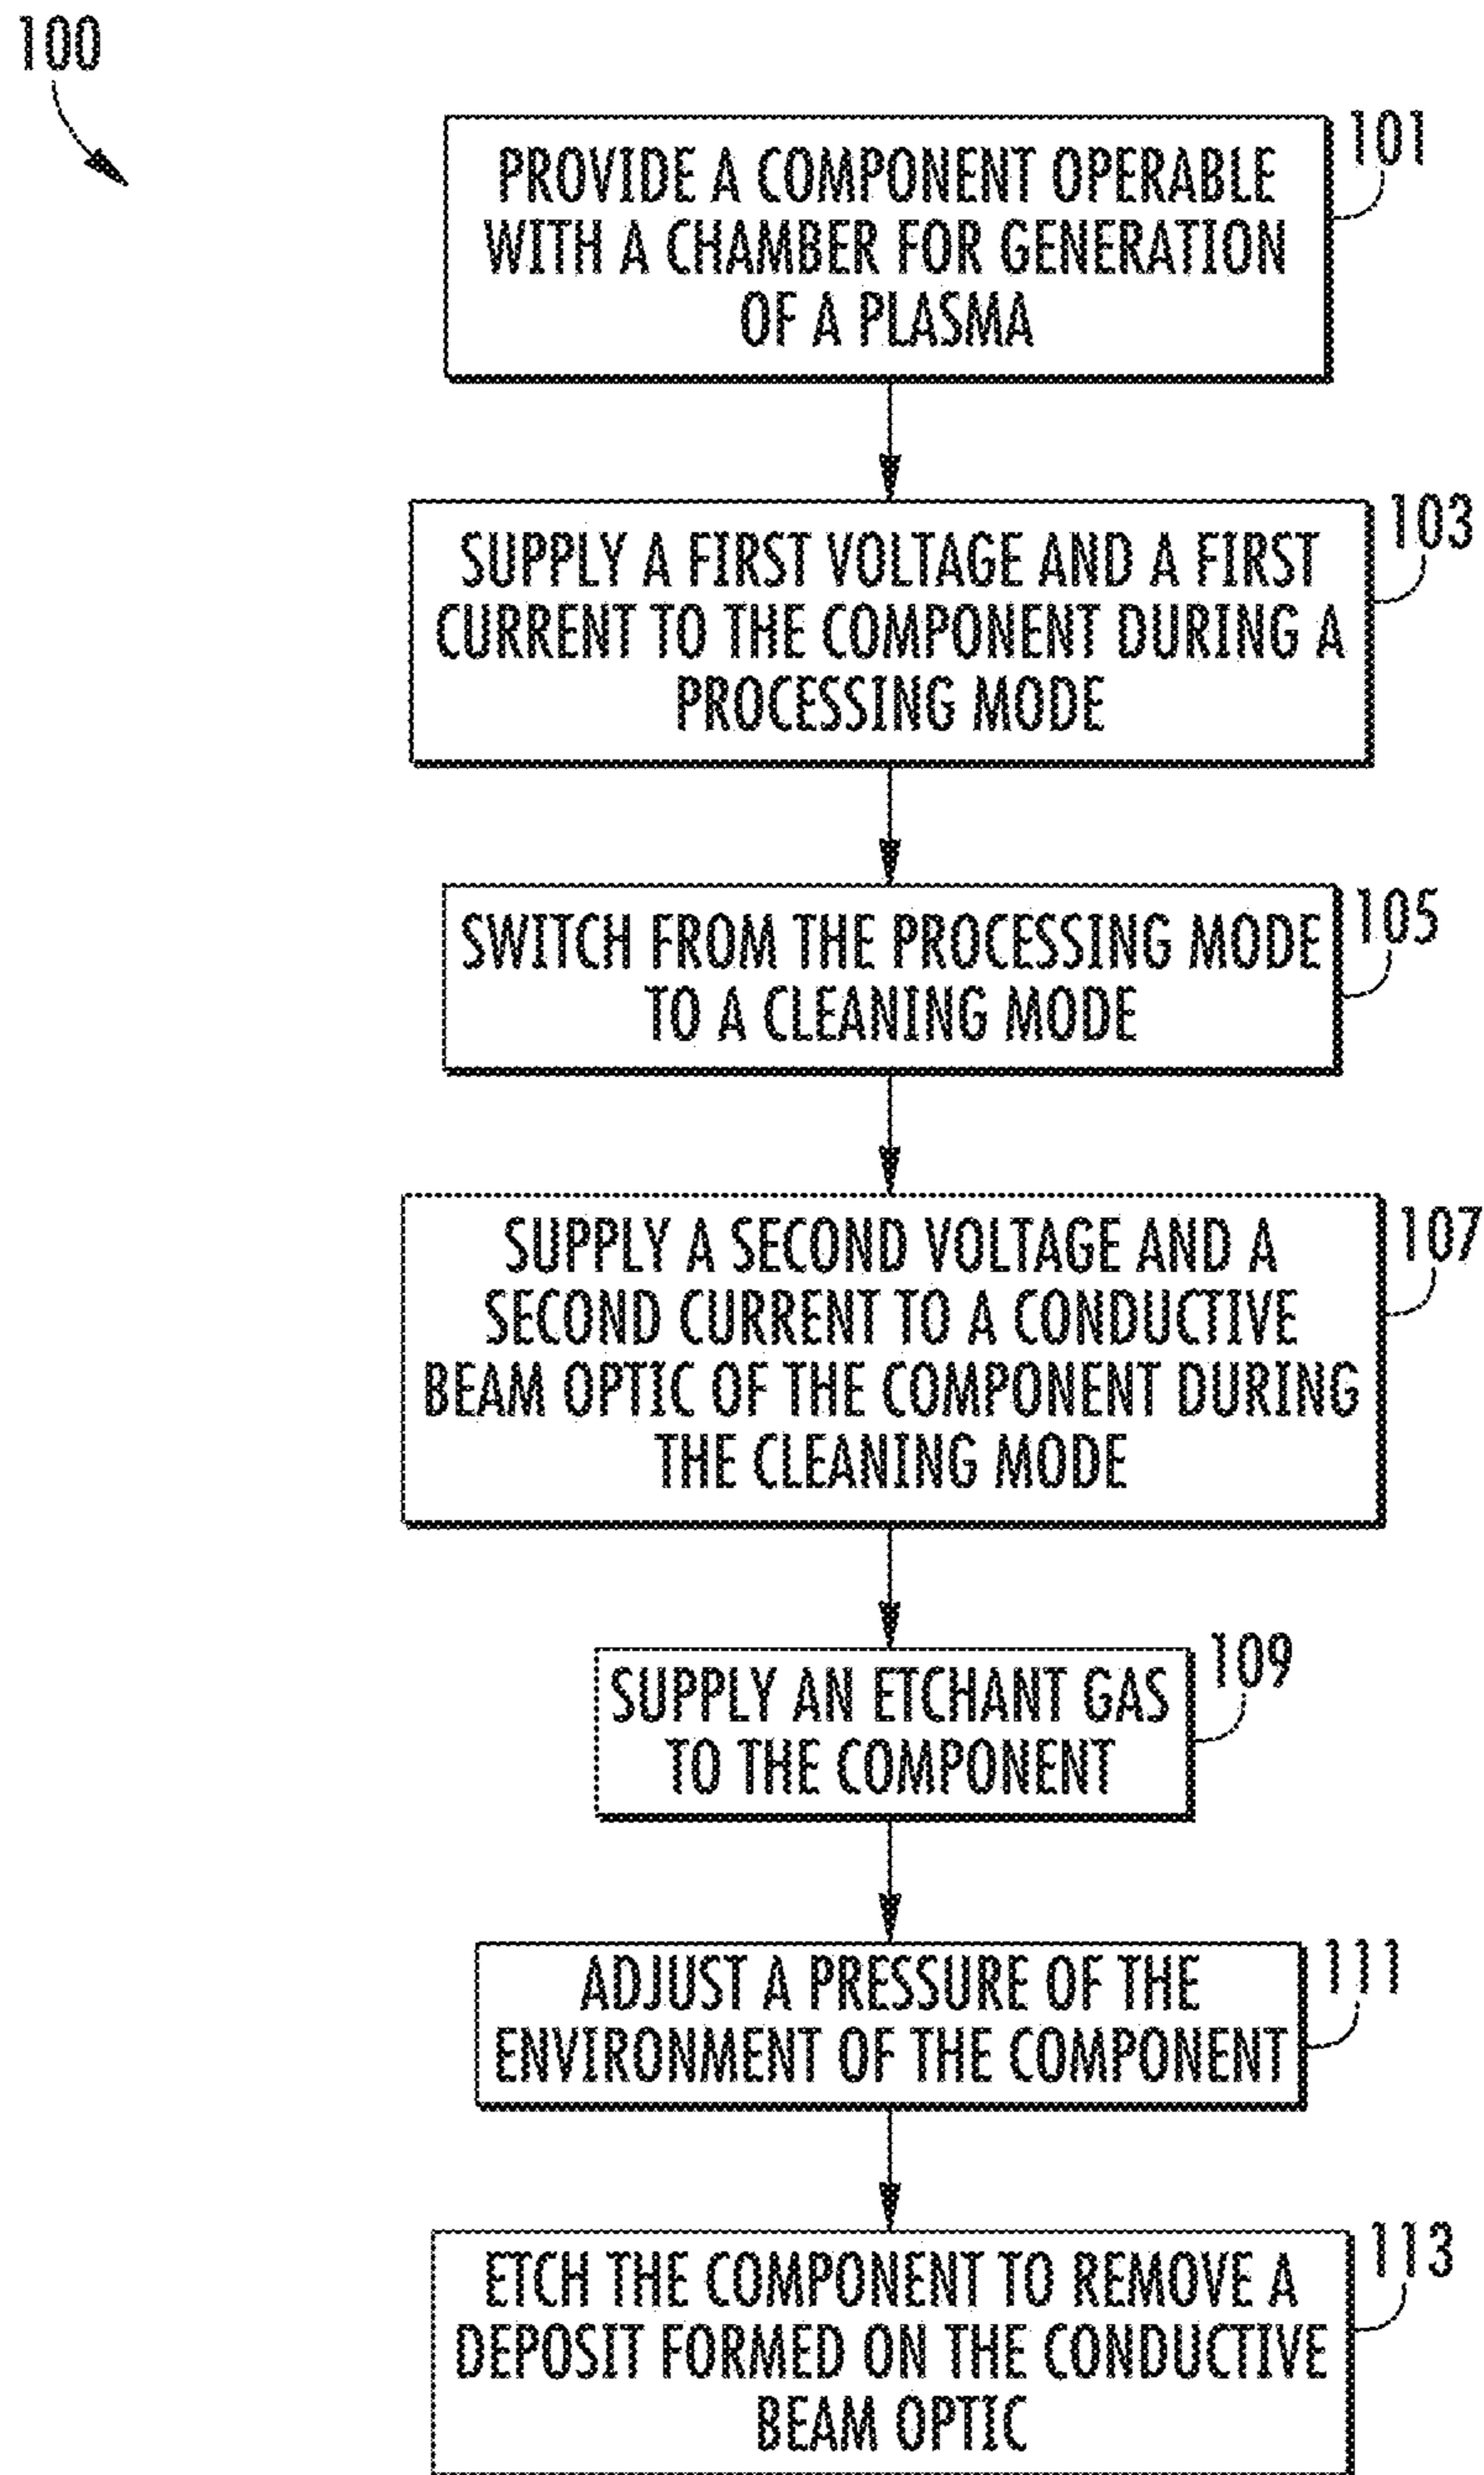 100
101
PROVIDE A COMPONENT OPERABLE
WITH A CHAMBER FOR GENERATION
OF A PLASMA
103
SUPPLY A FIRST VOLTAGE AND A FIRST
CURRENT TO THE COMPONENT DURING A
PROCESSING MODE
105
SWITCH FROM THE PROCESSING MODE
TO A CLEANING MODE
107
SUPPLY A SECOND VOLTAGE AND A
SECOND CURRENT TO A CONDUCTIVE
BEAM OPTIC OF THE COMPONENT DURING
THE CLEANING MODE
109
SUPPLY AN ETCHANT GAS
TO THE COMPONENT
111
ADJUST A PRESSURE OF THE
ENVIRONMENT OF THE COMPONENT
113
ETCH THE COMPONENT TO REMOVE A
DEPOSIT FORMED ON THE CONDUCTIVE
BEAM OPTIC